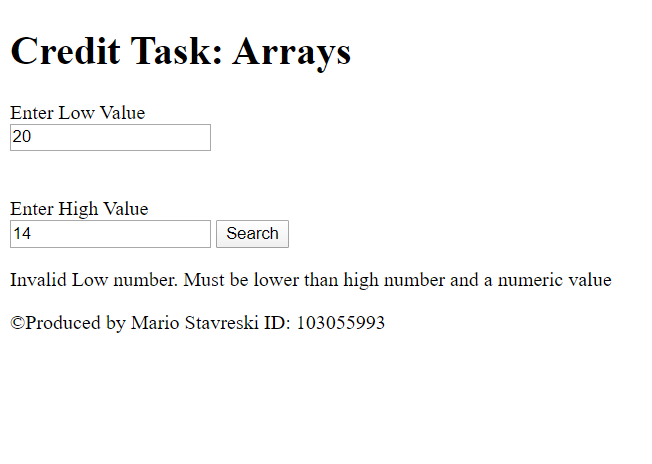 Credit Task: Arrays
Enter Low Value
20
Enter High Value
14 Search
Invalid Low number. Must be lower than high number and a numeric value
©Produced by Mario Stavreski ID: 103055993